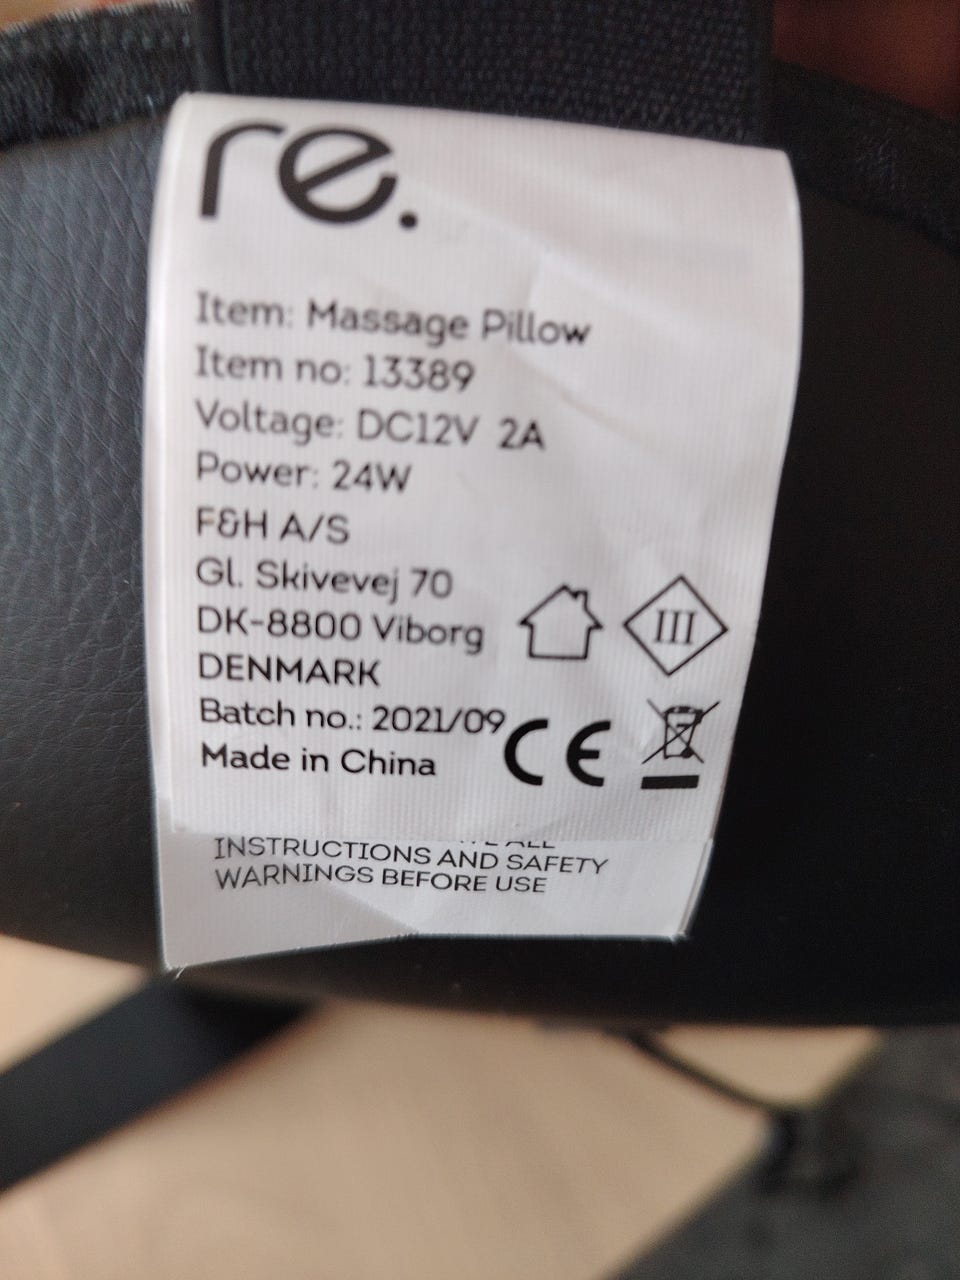 re.
Item: Massage Pillow
Item no: 13389
Voltage: DC12V 2A
Power: 24W
F&H A/S
Gl. Skivevej 70
DK-8800 Viborg
DENMARK
Batch no.: 2021/09
Made in China
III
CE
ALL
INSTRUCTIONS AND SAFETY
WARNINGS BEFORE USE